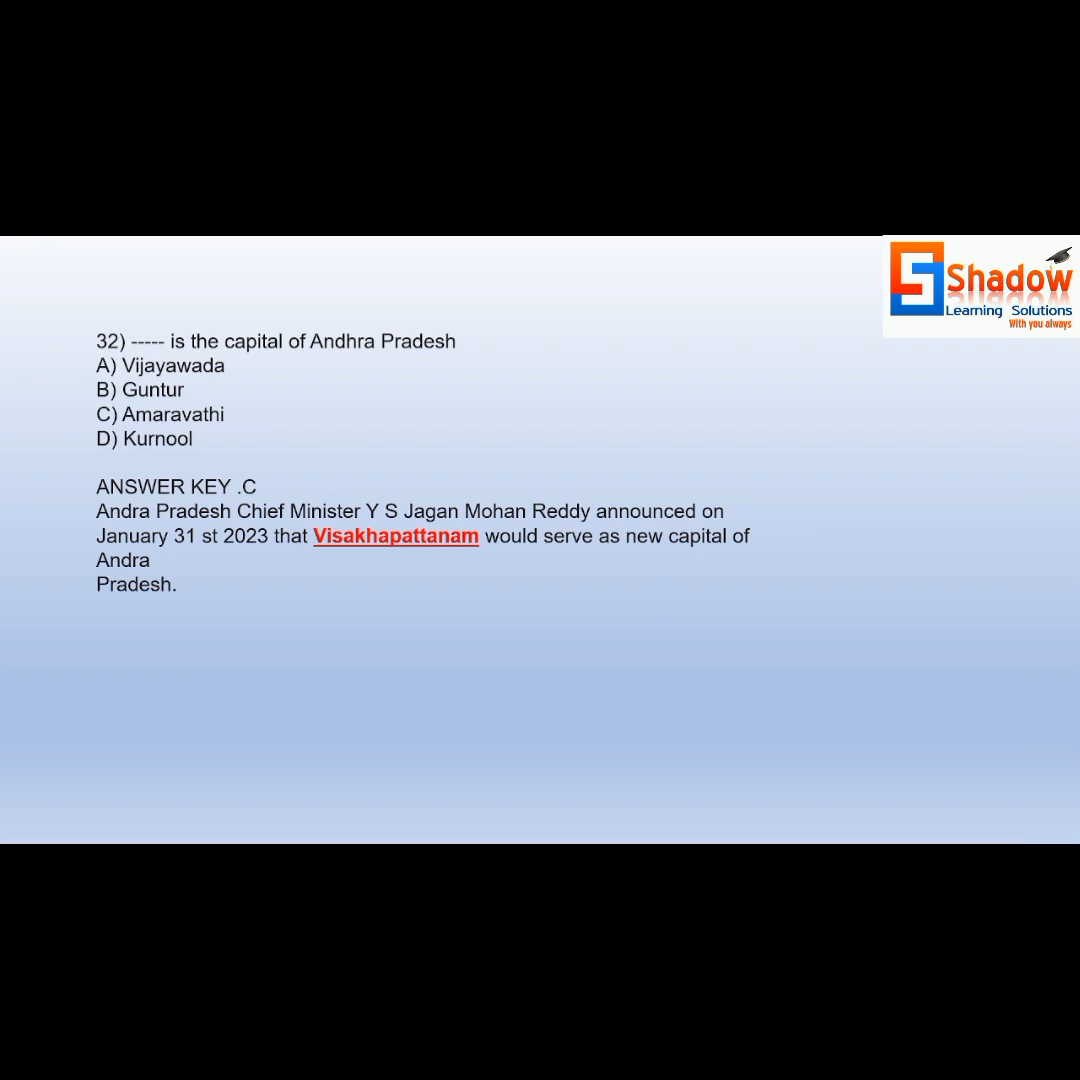 Shadow
Learning Solutions
With you always
32) ----- is the capital of Andhra Pradesh
A) Vijayawada
B) Guntur
C) Amaravathi
D) Kurnool
ANSWER KEY .C
Andra Pradesh Chief Minister Y S Jagan Mohan Reddy announced on
January 31 st 2023 that Visakhapattanam would serve as new capital of
Andra
Pradesh.